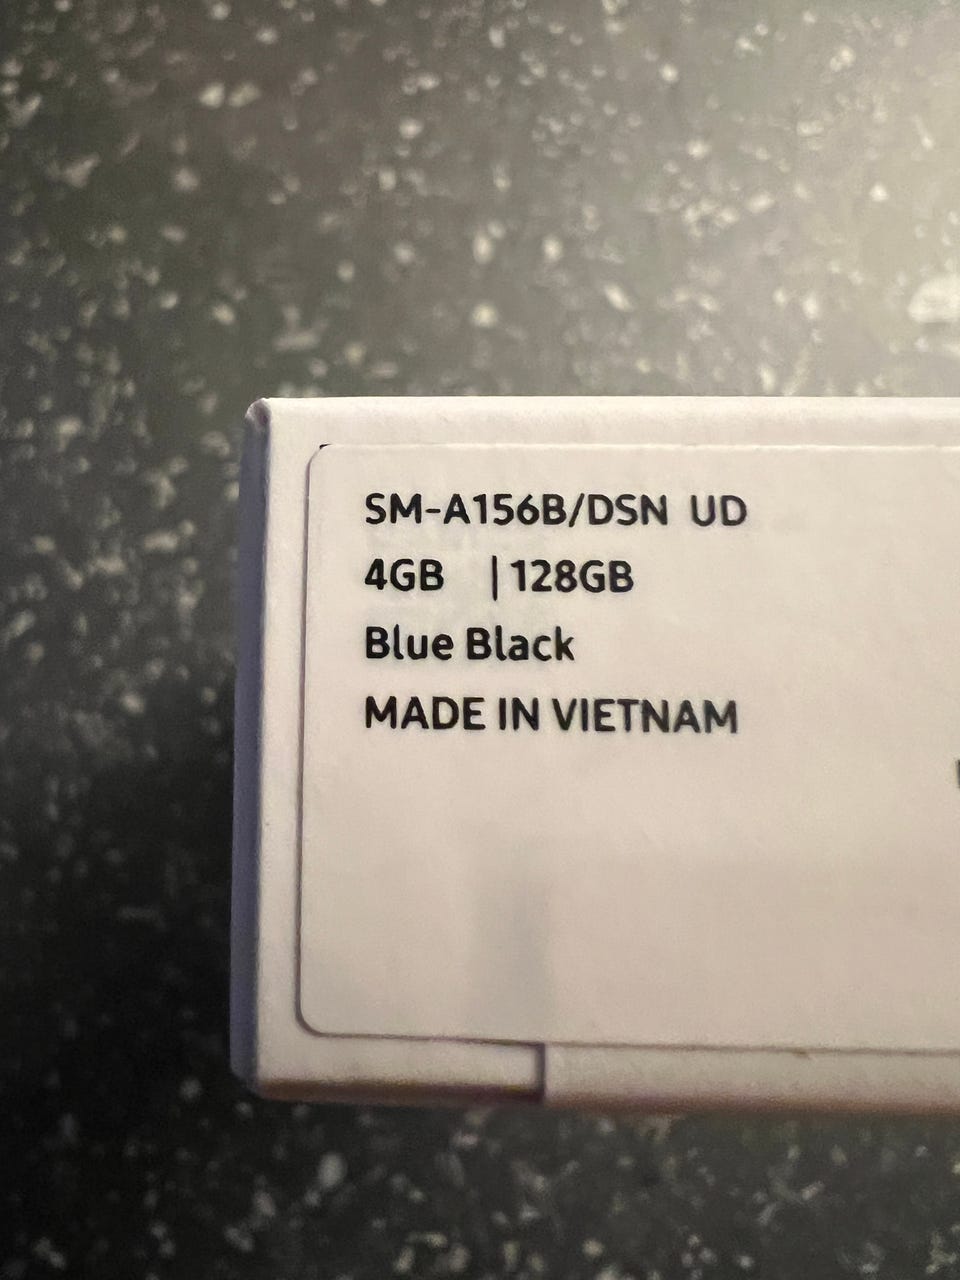 SM-A156B/DSN UD
4GB | 128GB
Blue Black
MADE IN VIETNAM